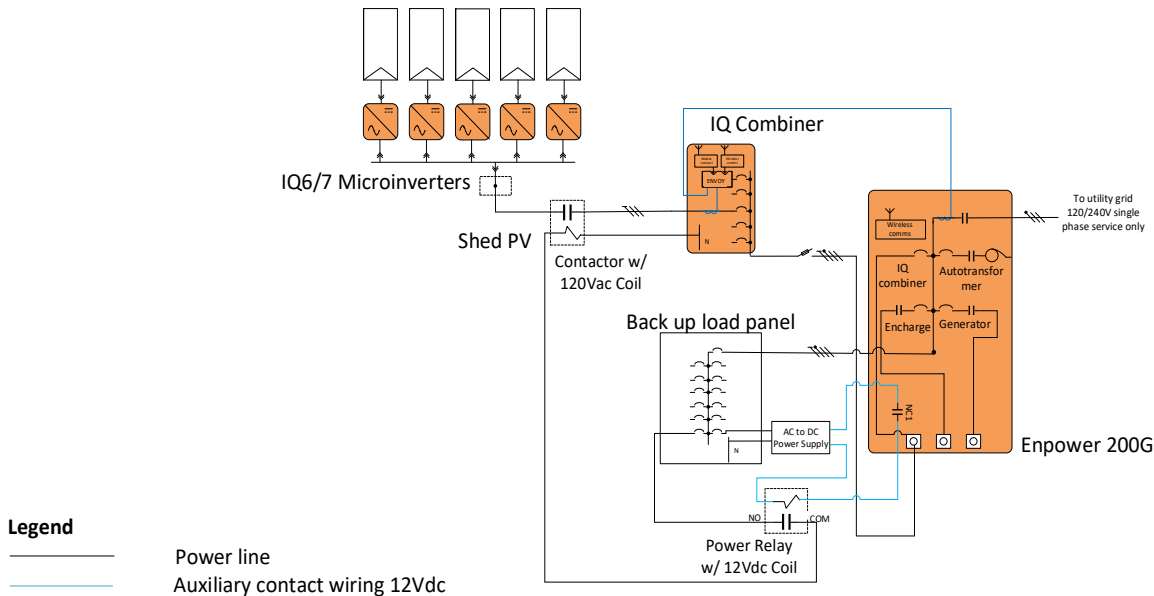 IQ Combiner
IQ6/7 Microinverters
ENVOY
Wireless
comms
To utility grid
120/240V single
phase service only
Wireless
comms
Shed PV
N
Contactor w/
120Vac Coil
IQ
combiner
Autotransfor
mer
Back up load panel
Encharge
Generator
NC1
AC to DC
Power Supply
N
Enpower 200G
NO
COM
Power Relay
w/ 12Vdc Coil
Legend
Power line
Auxiliary contact wiring 12Vdc